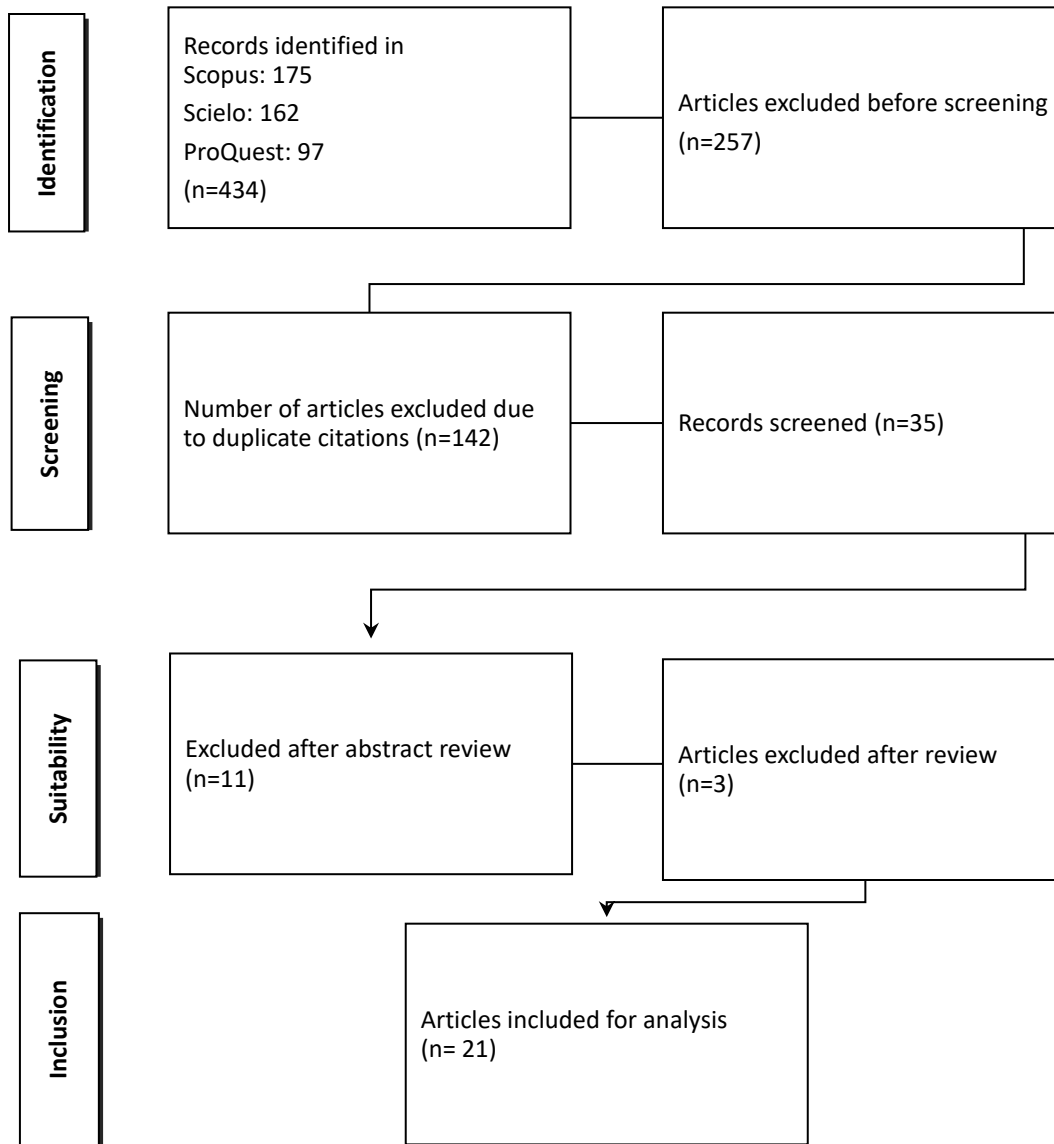 Identification
Records identified in
Scopus: 175
Scielo: 162
ProQuest: 97
(n=434)
Articles excluded before screening
(n=257)
Screening
Number of articles excluded due
to duplicate citations (n=142)
Records screened (n=35)
Suitability
Excluded after abstract review
(n=11)
Articles excluded after review
(n=3)
Inclusion
Articles included for analysis
(n= 21)